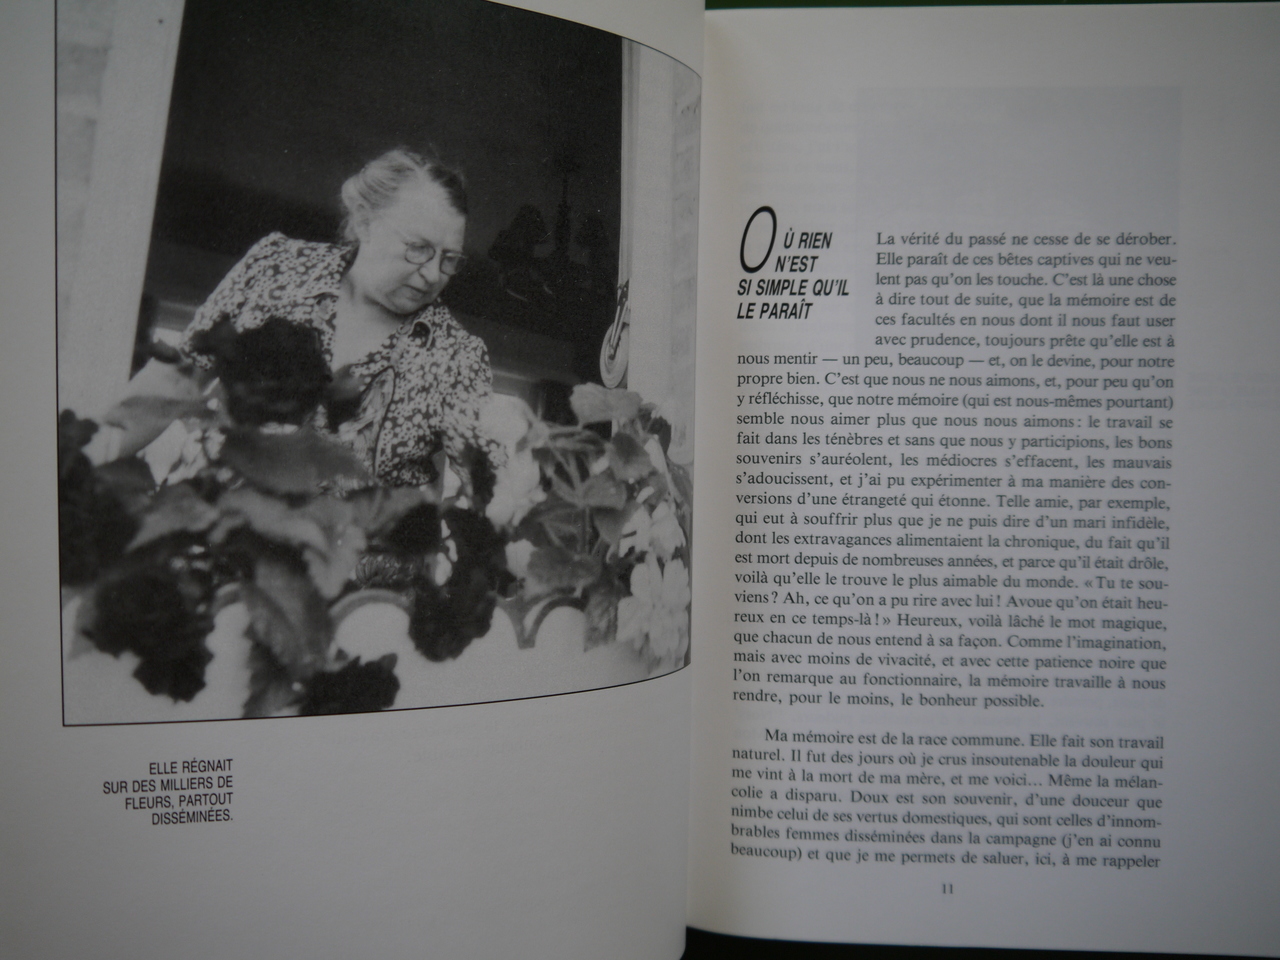 ELLE RÉGNAIT
SUR DES MILLIERS DE
FLEURS, PARTOUT
DISSÉMINÉES.
OÙ RIEN
N'EST
SI SIMPLE QU'IL
LE PARAÎT
La vérité du passé ne cesse de se dérober.
Elle paraît de ces bêtes captives qui ne veu-
lent pas qu'on les touche. C'est là une chose
à dire tout de suite, que la mémoire est de
ces facultés en nous dont il nous faut user
avec prudence, toujours prête qu'elle est à
nous mentir — un peu, beaucoup — et, on le devine, pour notre
propre bien. C'est que nous ne nous aimons, et, pour peu qu'on
y réfléchisse, que notre mémoire (qui est nous-mêmes pourtant)
semble nous aimer plus que nous nous aimons : le travail se
fait dans les ténèbres et sans que nous y participions, les bons
souvenirs s'auréolent, les médiocres s'effacent, les mauvais
s'adoucissent, et j'ai pu expérimenter à ma manière des con-
versions d'une étrangeté qui étonne. Telle amie, par exemple,
qui eut à souffrir plus que je ne puis dire d'un mari infidèle,
dont les extravagances alimentaient la chronique, du fait qu'il
est mort depuis de nombreuses années, et parce qu'il était drôle,
voilà qu'elle le trouve le plus aimable du monde. « Tu te sou-
viens ? Ah, ce qu'on a pu rire avec lui ! Avoue qu'on était heu-
reux en ce temps-là ! » Heureux, voilà lâché le mot magique,
que chacun de nous entend à sa façon. Comme l'imagination,
mais avec moins de vivacité, et avec cette patience noire que
l'on remarque au fonctionnaire, la mémoire travaille à nous
rendre, pour le moins, le bonheur possible.
Ma mémoire est de la race commune. Elle fait son travail
naturel. Il fut des jours où je crus insoutenable la douleur qui
me vint à la mort de ma mère, et me voici... Même la mélan-
colie a disparu. Doux est son souvenir, d'une douceur que
nimbe celui de ses vertus domestiques, qui sont celles d'innom-
brables femmes disséminées dans la campagne (j'en ai connu
beaucoup) et que je me permets de saluer, ici, à me rappeler
11